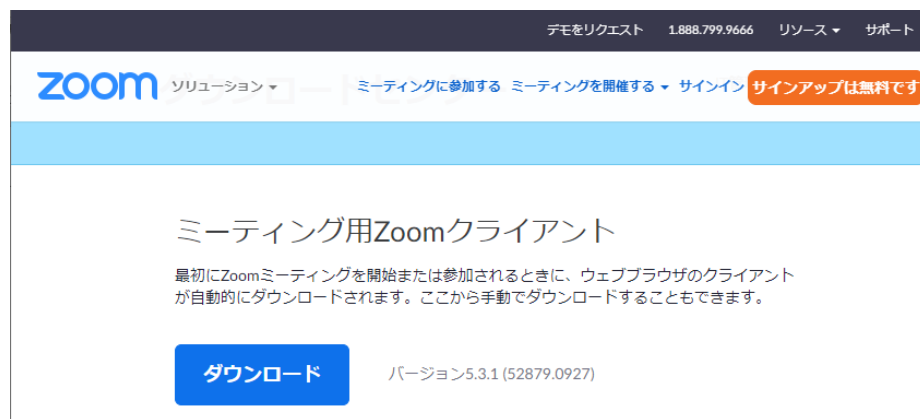 デモをリクエスト 1.888.799.9666 リソース サポート
zoom ソリューション ミーティングに参加する ミーティングを開催する サインイン サインアップは無料です
ミーティング用Zoomクライアント
最初にZoomミーティングを開始または参加されるときに、ウェブブラウザのクライアント
が自動的にダウンロードされます。ここから手動でダウンロードすることもできます。
ダウンロード バージョン5.3.1 (52879.0927)